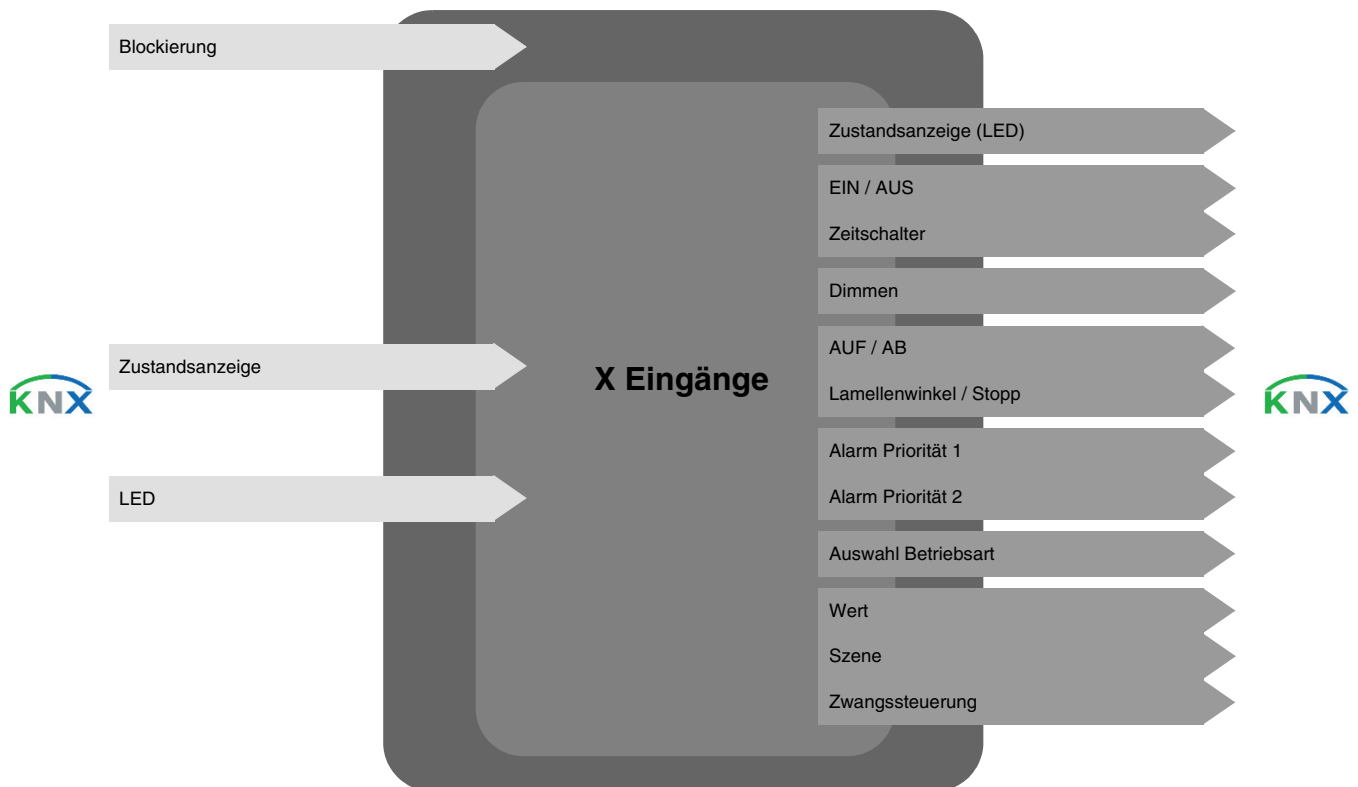 Blockierung
Zustandsanzeige (LED)
EIN / AUS
Zeitschalter
Dimmen
AUF / AB
Zustandsanzeige
X Eingänge
Lamellenwinkel / Stopp
KNX
KNX
Alarm Priorität 1
Alarm Priorität 2
LED
Auswahl Betriebsart
Wert
Szene
Zwangssteuerung